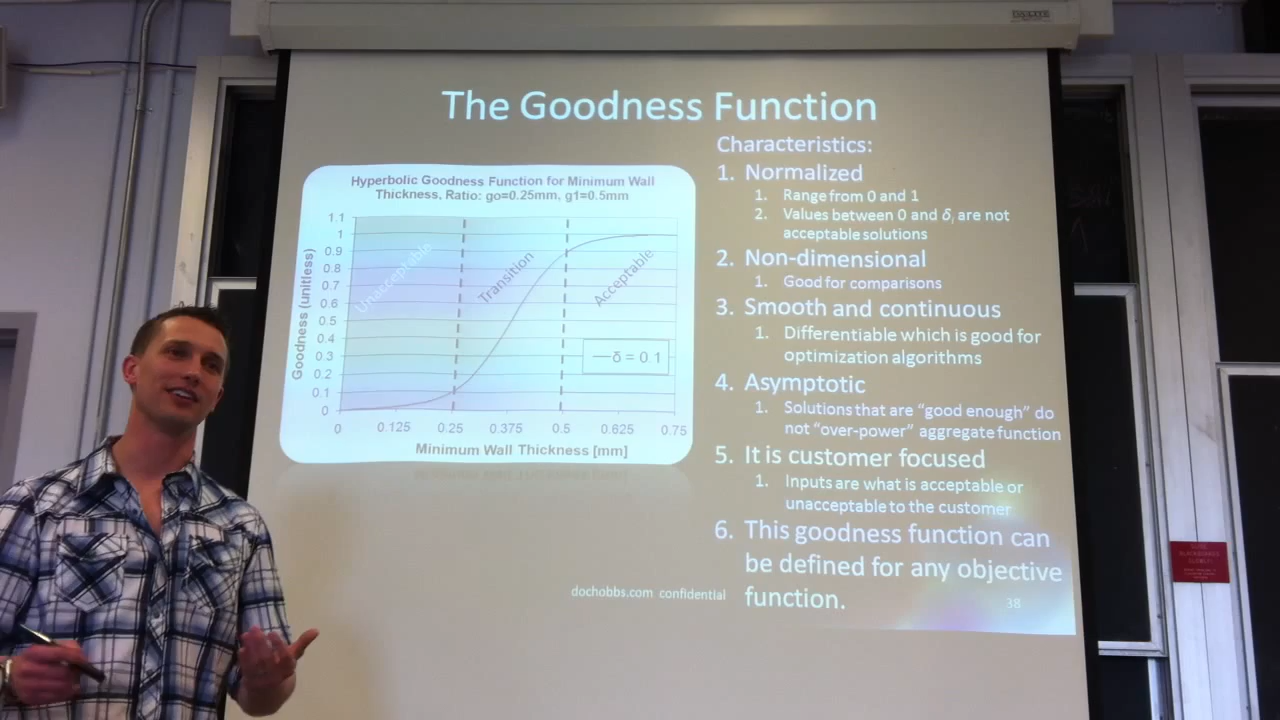 The Goodness Function
Hyperbolic Goodness Function for Minimum Wall
Thickness, Ratio: go=0.25mm, g1=0.5mm
1.1
1
0.9
0.8
0.7
0.6
0.5
0.4
0.3
0.2
0.1
0
Goodness (unitless)
Unacceptable
Transition
Acceptable
δ = 0.1
0 0.125 0.25 0.375 0.5 0.625 0.75
Minimum Wall Thickness [mm]
Characteristics:
1. Normalized
1. Range from 0 and 1
2. Values between 0 and δ, are not
acceptable solutions
2. Non-dimensional
1. Good for comparisons
3. Smooth and continuous
1. Differentiable which is good for
optimization algorithms
4. Asymptotic
1. Solutions that are “good enough” do
not “over-power” aggregate function
5. It is customer focused
1. Inputs are what is acceptable or
unacceptable to the customer
6. This goodness function can
be defined for any objective
function.
dochobbs.com confidential
38